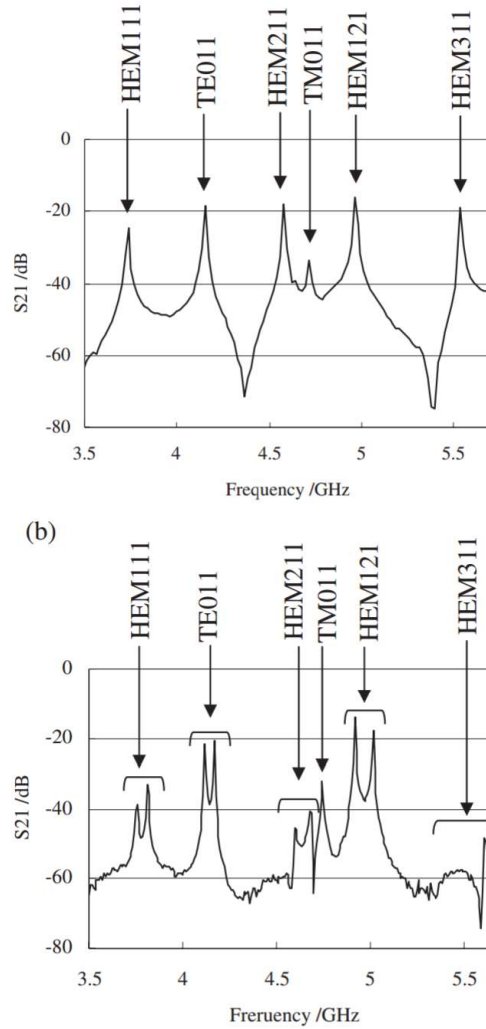 HEM111
TE011
HEM211
TM011
HEM121
HEM311
0
-20
-40
-60
-80
S21 /dB
3.5 4 4.5 5 5.5
Frequency /GHz
(b)
HEM111
TE011
HEM211
TM011
HEM121
HEM311
0
-20
-40
-60
-80
S21 /dB
3.5 4 4.5 5 5.5
Freruency /GHz